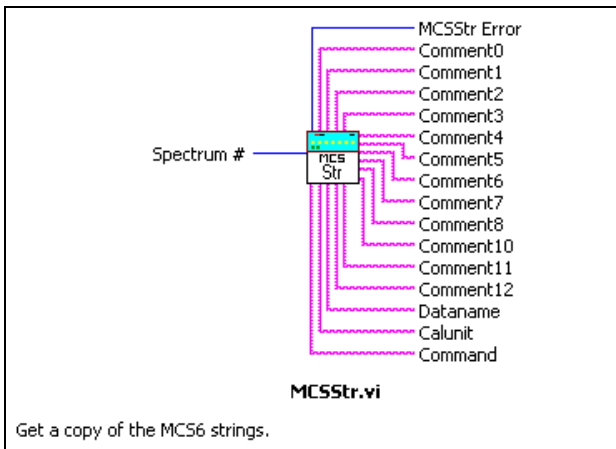 MCSStr Error
Comment0
Comment1
Comment2
Comment3
Comment4
Spectrum #
MCS
Str
Comment5
Comment6
Comment7
Comment8
Comment10
Comment11
Comment12
Dataname
Calunit
Command
MCSStr.vi
Get a copy of the MCS6 strings.